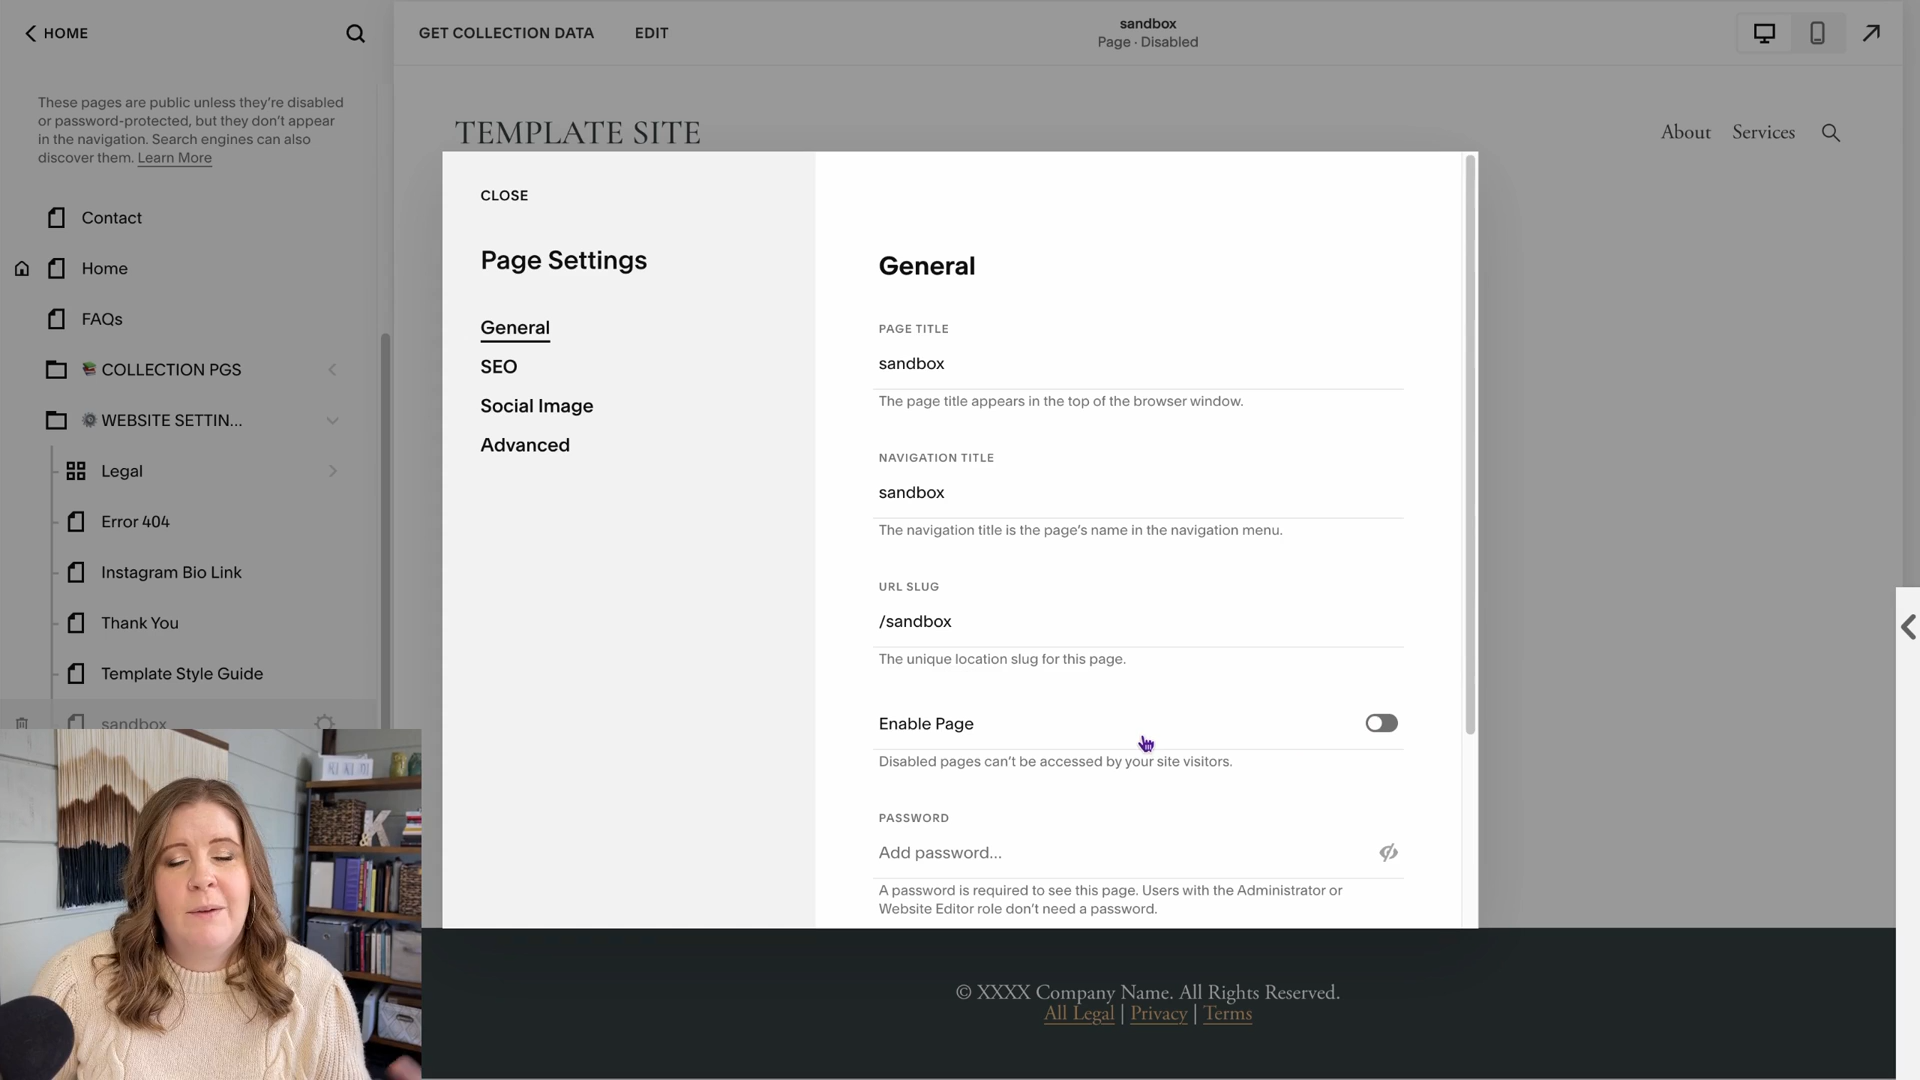 HOME
These pages are public unless they're disabled
or password-protected, but they don't appear
in the navigation. Search engines can also
discover them. Learn More
Contact
Home
FAQs
COLLECTION PGS
WEBSITE SETTIN...
Legal
Error 404
Instagram Bio Link
Thank You
Template Style Guide
sandbox
GET COLLECTION DATA
EDIT
sandbox
Page · Disabled
TEMPLATE SITE
About
Services
CLOSE
Page Settings
General
SEO
Social Image
Advanced
General
PAGE TITLE
sandbox
The page title appears in the top of the browser window.
NAVIGATION TITLE
sandbox
The navigation title is the page's name in the navigation menu.
URL SLUG
/sandbox
The unique location slug for this page.
Enable Page
Disabled pages can't be accessed by your site visitors.
PASSWORD
Add password...
A password is required to see this page. Users with the Administrator or
Website Editor role don't need a password.
K
© XXXX Company Name. All Rights Reserved.
All Legal | Privacy | Terms